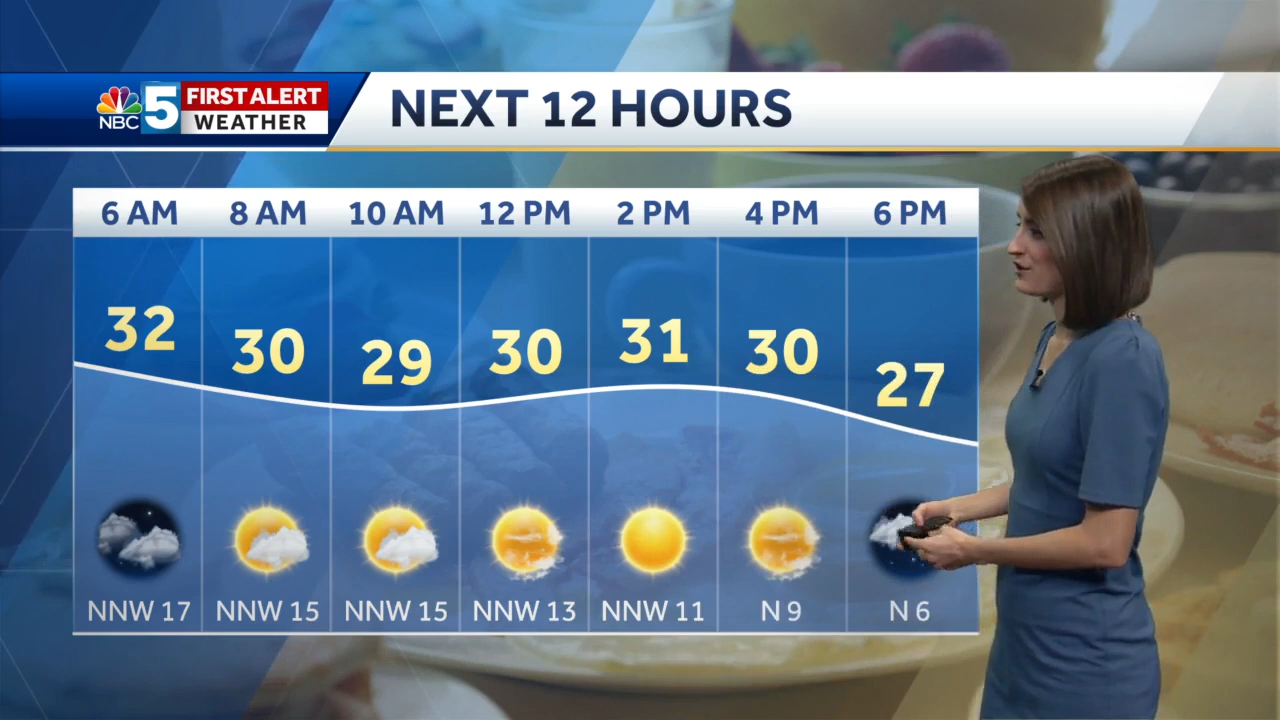 NBC 5 FIRST ALERT WEATHER
NEXT 12 HOURS
6 AM 8 AM 10 AM 12 PM 2 PM 4 PM 6 PM
32 30 29 30 31 30 27
NNW 17 NNW 15 NNW 15 NNW 13 NNW 11 N 9 N 6